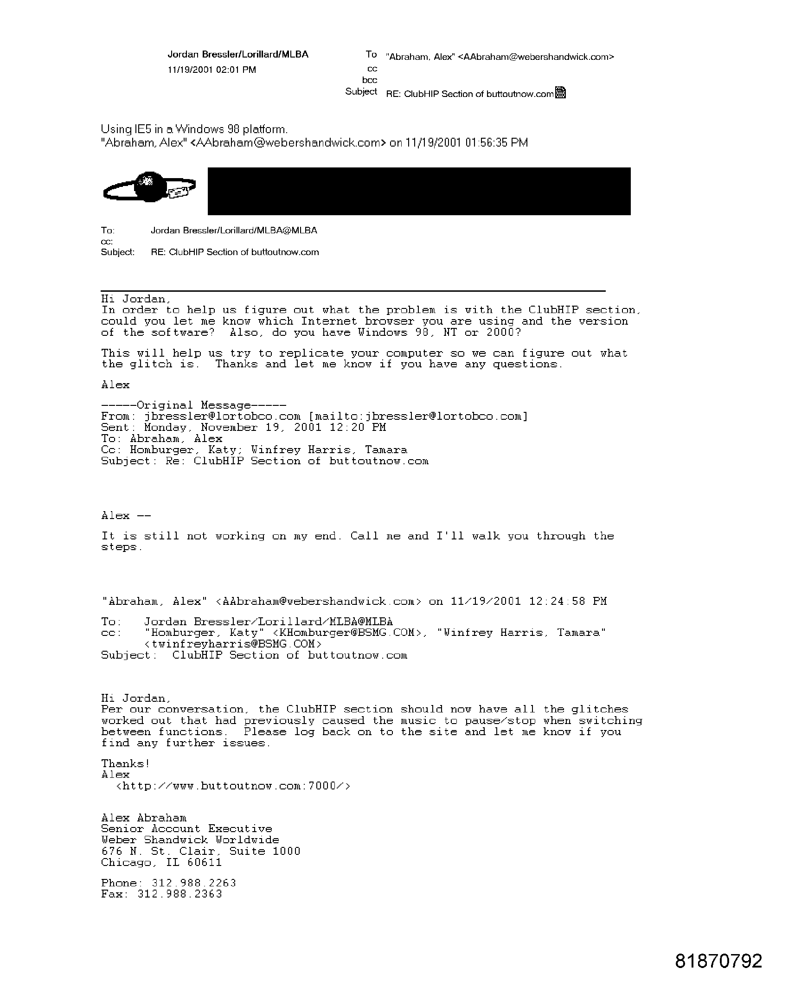 Jordan Bressler/Lorillard/MLBA
11/19/2001 02:01 PM
To "Abraham, Alex" <AAbraham@webershandwick.com>
cc
bcc
Subject RE: ClubHIP Section of buttoutnow.com
Using IE5 in a Windows 98 platform.
"Abraham, Alex" <AAbraham@webershandwick.com> on 11/19/2001 01:56:35 PM
To: Jordan Bressler/Lorillard/MLBA@MLBA
cc:
Subject: RE: ClubHIP Section of buttoutnow.com
Hi Jordan,
In order to help us figure out what the problem is with the ClubHIP section,
could you let me know which Internet browser you are using and the version
of the software? Also, do you have Windows 98, NT or 2000?
This will help us try to replicate your computer so we can figure out what
the glitch is. Thanks and let me know if you have any questions.
Alex
-----Original Message-----
From: jbressler@lortobco.com [mailto:jbressler@lortobco.com]
Sent: Monday, November 19, 2001 12:20 PM
To: Abraham, Alex
Cc: Homburger, Katy; Winfrey Harris, Tamara
Subject: Re: ClubHIP Section of buttoutnow.com
Alex --
It is still not working on my end. Call me and I'll walk you through the
steps.
"Abraham, Alex" <AAbraham@webershandwick.com> on 11/19/2001 12:24:58 PM
To: Jordan Bressler/Lorillard/MLBA@MLBA
cc: "Homburger, Katy" <KHomburger@BSMG.COM>, "Winfrey Harris, Tamara"
<twinfreyharris@BSMG.COM>
Subject: ClubHIP Section of buttoutnow.com
Hi Jordan,
Per our conversation, the ClubHIP section should now have all the glitches
worked out that had previously caused the music to pause/stop when switching
between functions. Please log back on to the site and let me know if you
find any further issues.
Thanks!
Alex
<http://www.buttoutnow.com:7000/>
Alex Abraham
Senior Account Executive
Weber Shandwick Worldwide
676 N. St. Clair, Suite 1000
Chicago, IL 60611
Phone: 312.988.2263
Fax: 312.988.2363
81870792